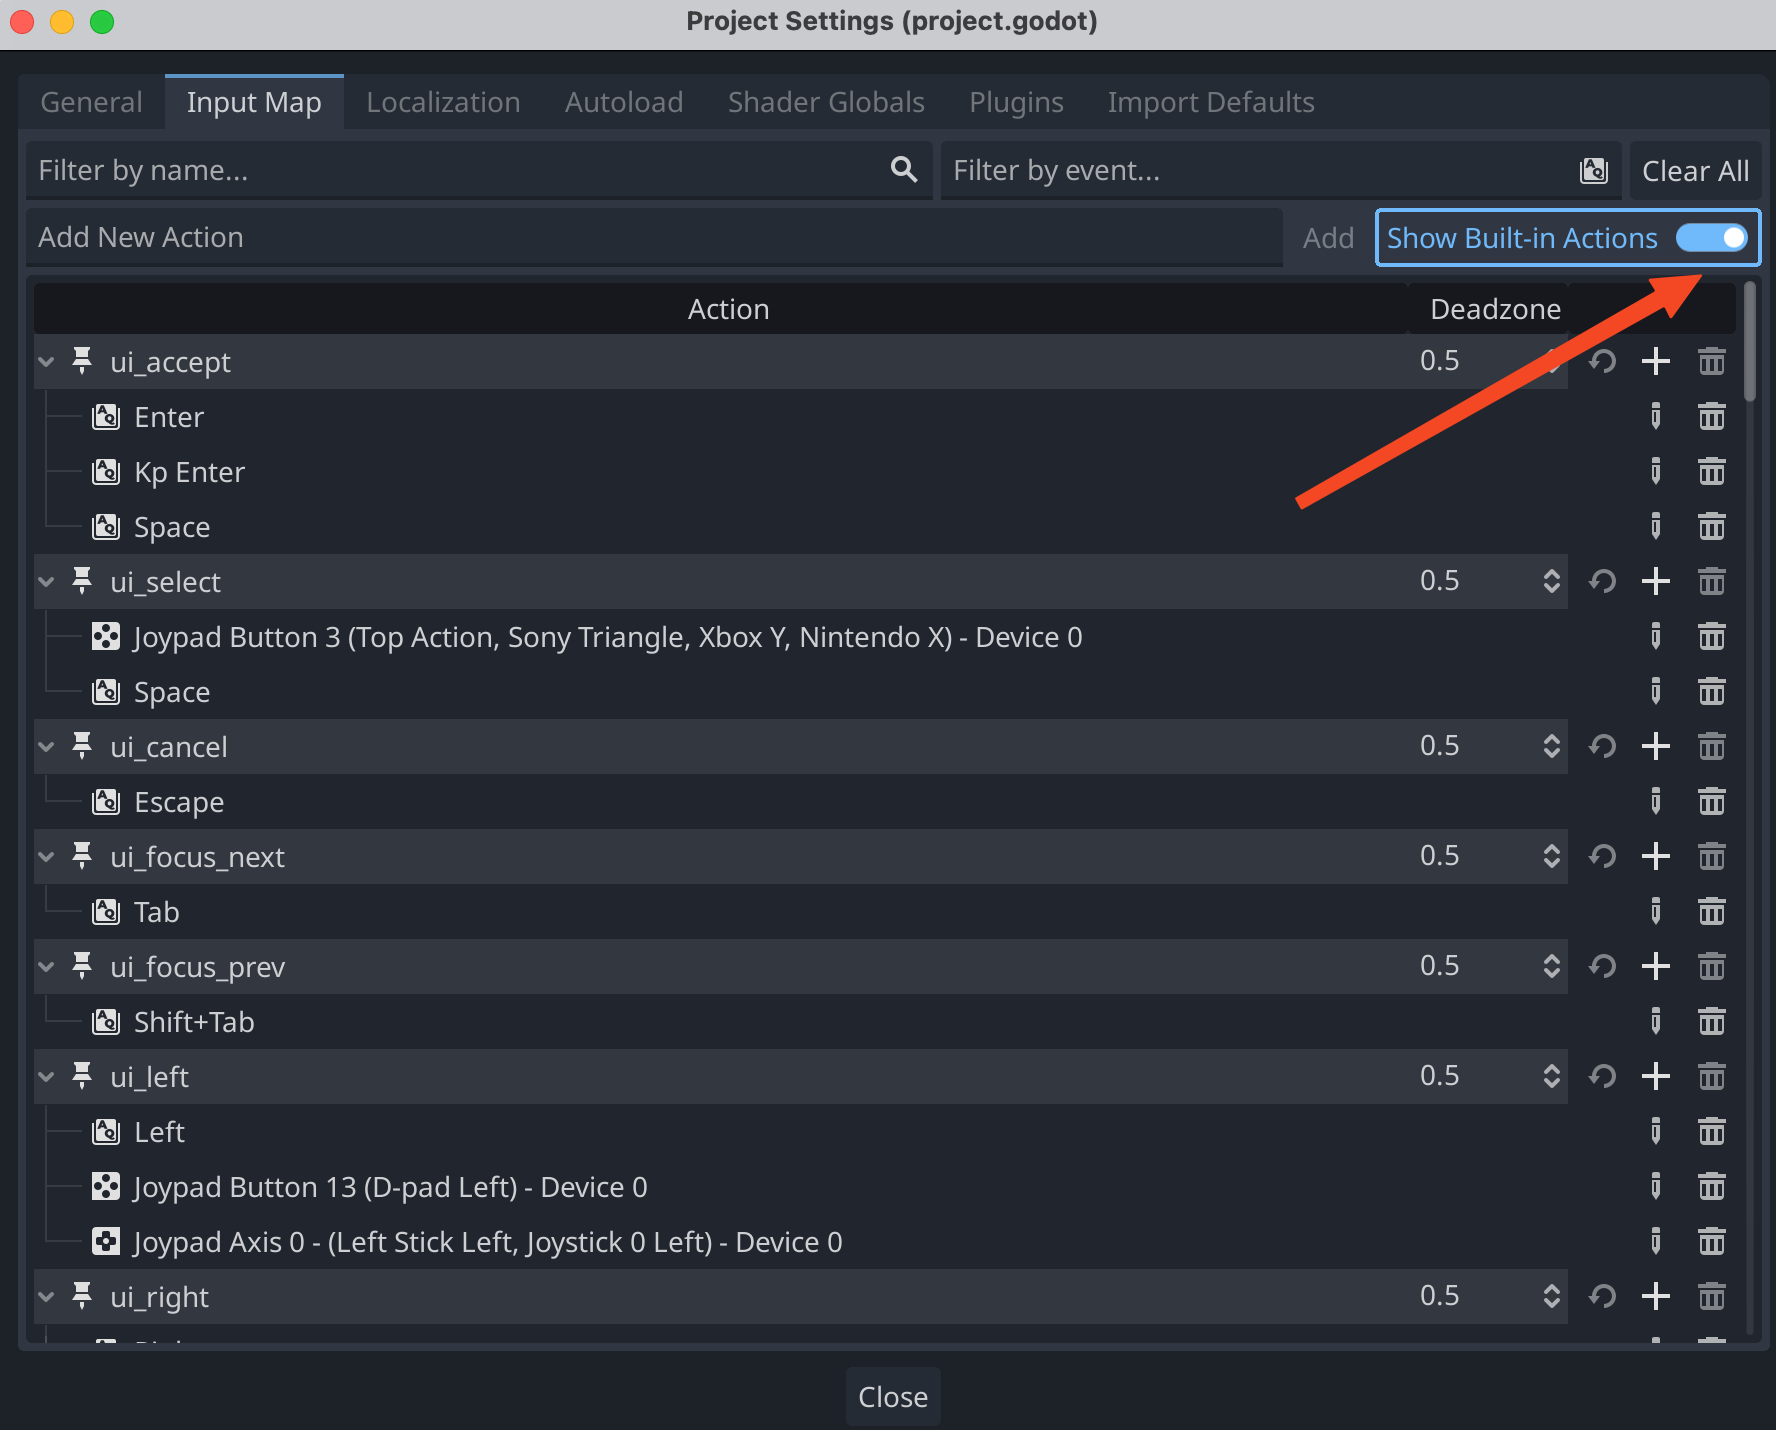 Project Settings (project.godot)
General Input Map Localization Autoload Shader Globals Plugins Import Defaults
Filter by name... Filter by event... Clear All
Add New Action Add Show Built-in Actions
Action Deadzone
ui_accept 0.5
Enter
Kp Enter
Space
ui_select 0.5
Joypad Button 3 (Top Action, Sony Triangle, Xbox Y, Nintendo X) - Device 0
Space
ui_cancel 0.5
Escape
ui_focus_next 0.5
Tab
ui_focus_prev 0.5
Shift+Tab
ui_left 0.5
Left
Joypad Button 13 (D-pad Left) - Device 0
Joypad Axis 0 - (Left Stick Left, Joystick 0 Left) - Device 0
ui_right 0.5
Close